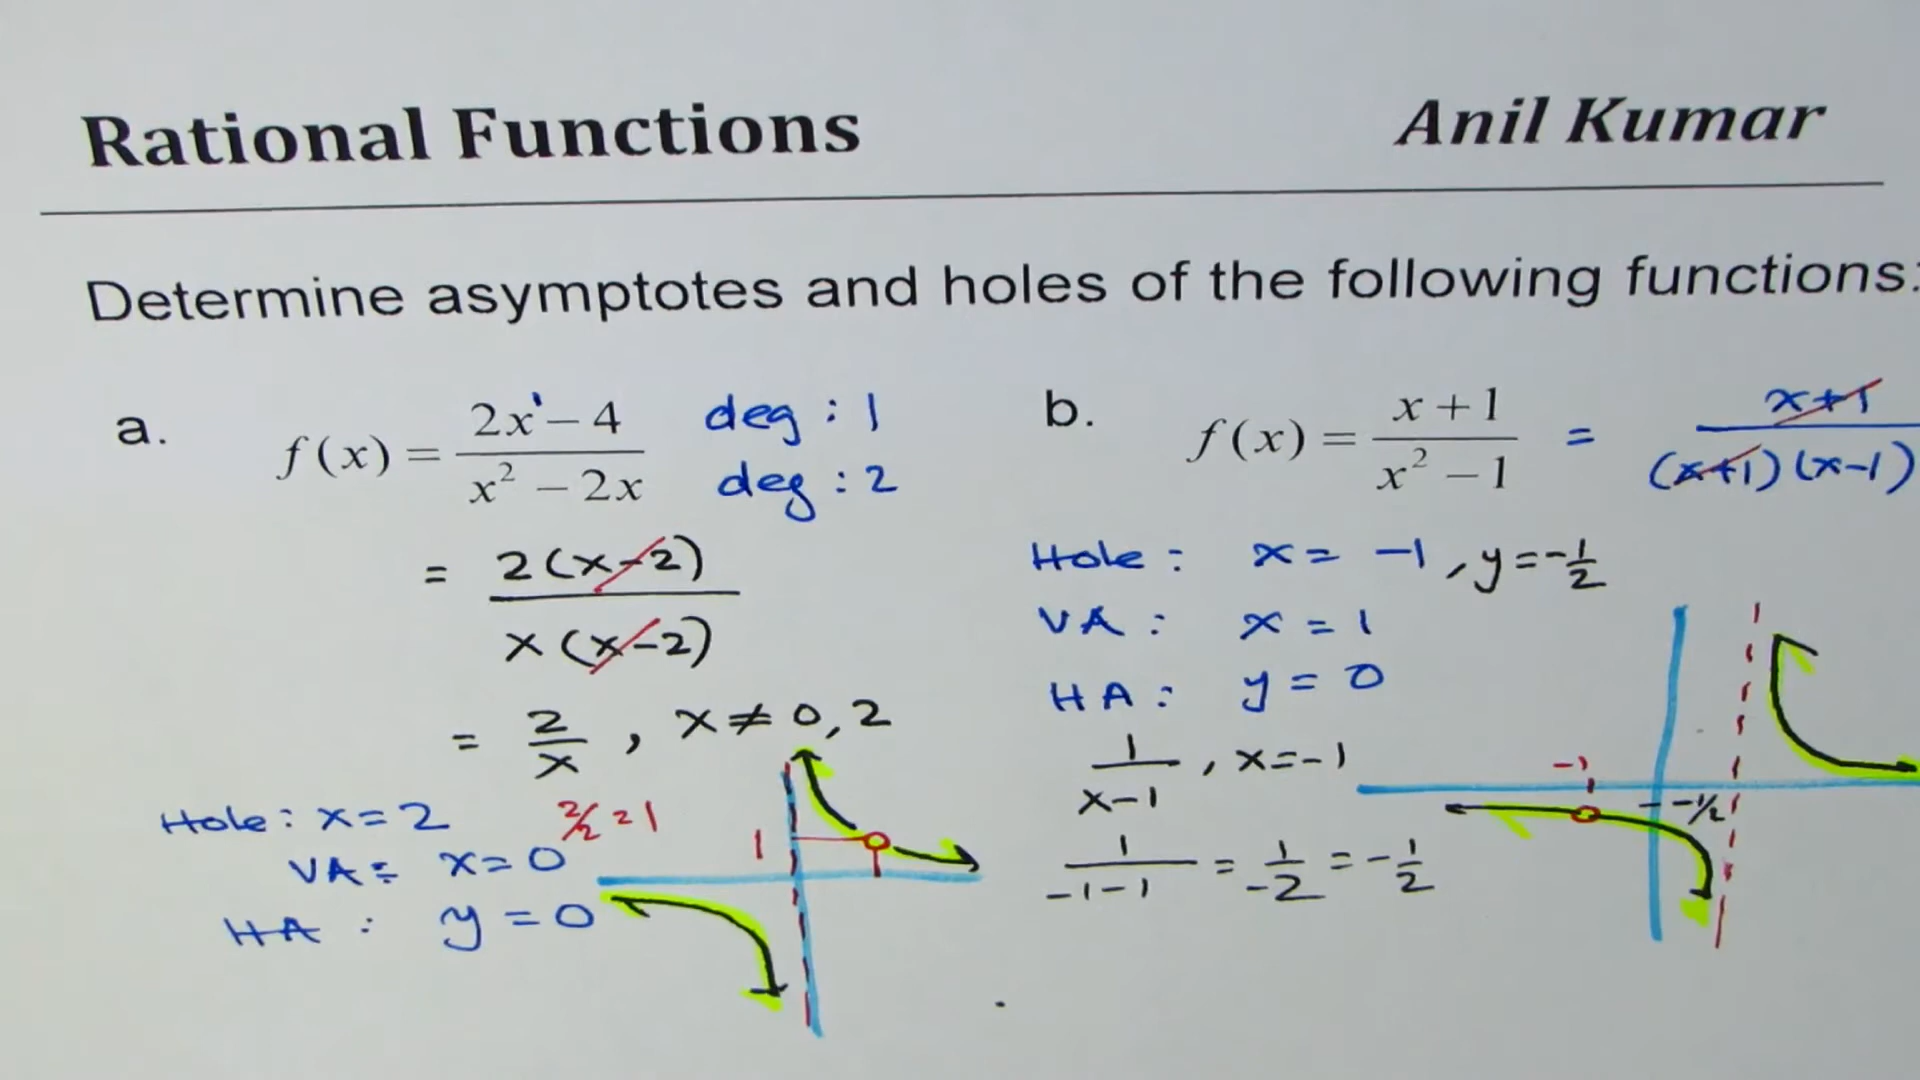 Rational Functions
Anil Kumar
Determine asymptotes and holes of the following functions:
a. f(x) = (2x' - 4)/(x² - 2x) deg : 1 deg : 2
= 2(x-2)/x(x-2)
= 2/x , x ≠ 0, 2
Hole: x = 2 2/2 = 1
VA: x = 0
HA : y = 0
1
b. f(x) = (x + 1)/(x² - 1) = (x+1)/(x+1)(x-1)
Hole : x = -1 , y = -1/2
VA : x = 1
HA : y = 0
1/(x-1) , x = -1
1/(-1-1) = 1/-2 = -1/2
-1
-1/2